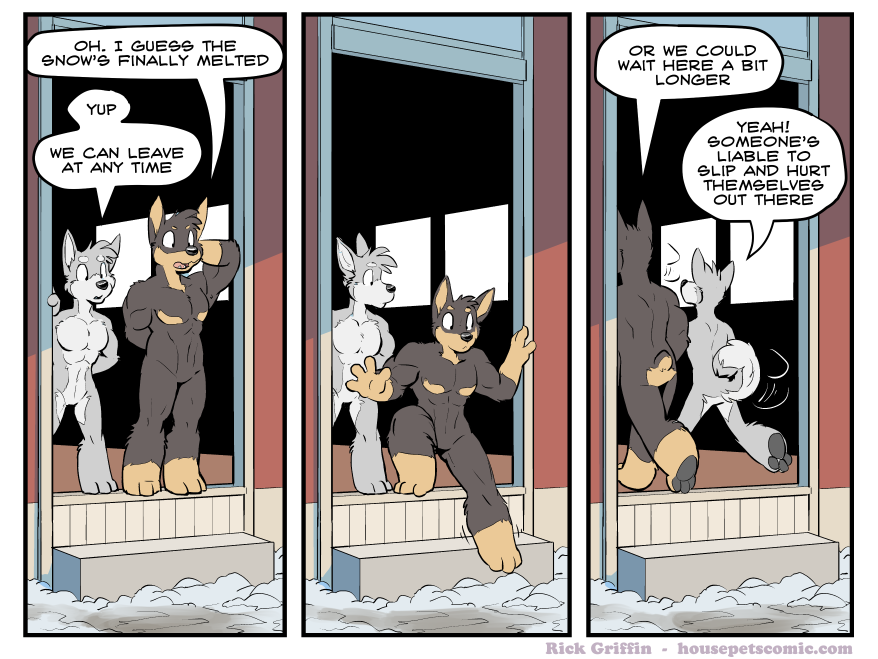 OH. I GUESS THE
SNOW'S FINALLY MELTED
YUP
WE CAN LEAVE
AT ANY TIME
OR WE COULD
WAIT HERE A BIT
LONGER
YEAH!
SOMEONE'S
LIABLE TO
SLIP AND HURT
THEMSELVES
OUT THERE
Rick Griffin - housepetscomic.com